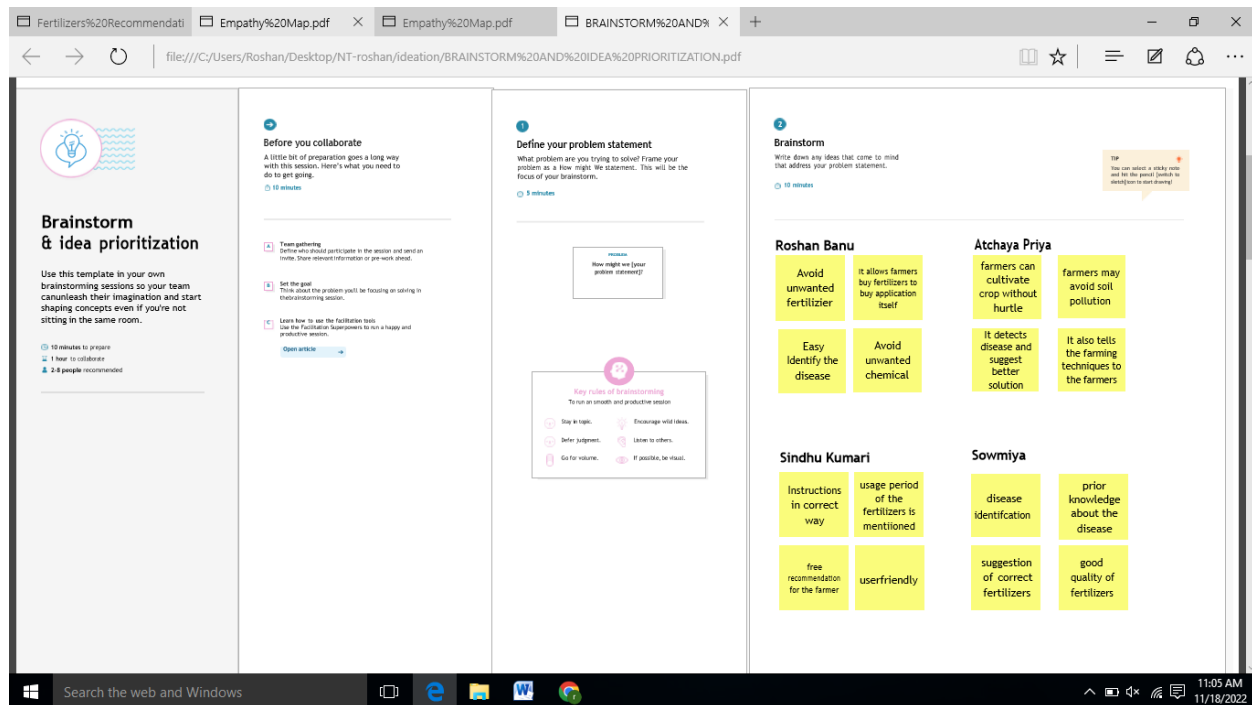 Fertilizers%20Recommendati
Empathy%20Map.pdf
Empathy%20Map.pdf
BRAINSTORM%20AND%
file:///C:/Users/Roshan/Desktop/NT-roshan/ideation/BRAINSTORM%20AND%20IDEA%20PRIORITIZATION.pdf
Brainstorm
& idea prioritization
Use this template in your own
brainstorming sessions so your team
canunleash their imagination and start
shaping concepts even if you're not
sitting in the same room.
10 minutes to prepare
1 hour to collaborate
2-8 people recommended
Before you collaborate
A little bit of preparation goes a long way
with this session. Here's what you need to
do to get going.
10 minutes
A
Team gathering
Define who should participate in the session and send an
invite. Share relevant information or pre-work ahead.
B
Set the goal
Think about the problem you'll be focusing on solving in
thebrainstorming session.
C
Learn how to use the facilitation tools
Use the Facilitation Superpowers to run a happy and
productive session.
Open article
1
Define your problem statement
What problem are you trying to solve? Frame your
problem as a How Might We statement. This will be the
focus of your brainstorm.
5 minutes
PROBLEM
How might we [your
problem statement]?
Key rules of brainstorming
To run an smooth and productive session
Stay in topic.
Encourage wild ideas.
Defer judgment.
Listen to others.
Go for volume.
If possible, be visual.
2
Brainstorm
Write down any ideas that come to mind
that address your problem statement.
10 minutes
TIP
You can select a sticky note
and hit the pencil [switch to
sketch]icon to start drawing!
Roshan Banu
Avoid
unwanted
fertilizier
It allows famers
buy fertilizers to
buy application
itself
Easy
Identify the
disease
Avoid
unwanted
chemical
Atchaya Priya
farmers can
cultivate
crop without
hurtle
farmers may
avoid soil
pollution
It detects
disease and
suggest
better
solution
It also tells
the farming
techniques to
the farmers
Sindhu Kumari
Instructions
in correct
way
usage period
of the
fertilizers is
mentiioned
free
recommendation
for the farmer
userfriendly
Sowmiya
disease
identifcation
prior
knowledge
about the
disease
suggestion
of correct
fertilizers
good
quality of
fertilizers
Search the web and Windows
11:05 AM
11/18/2022